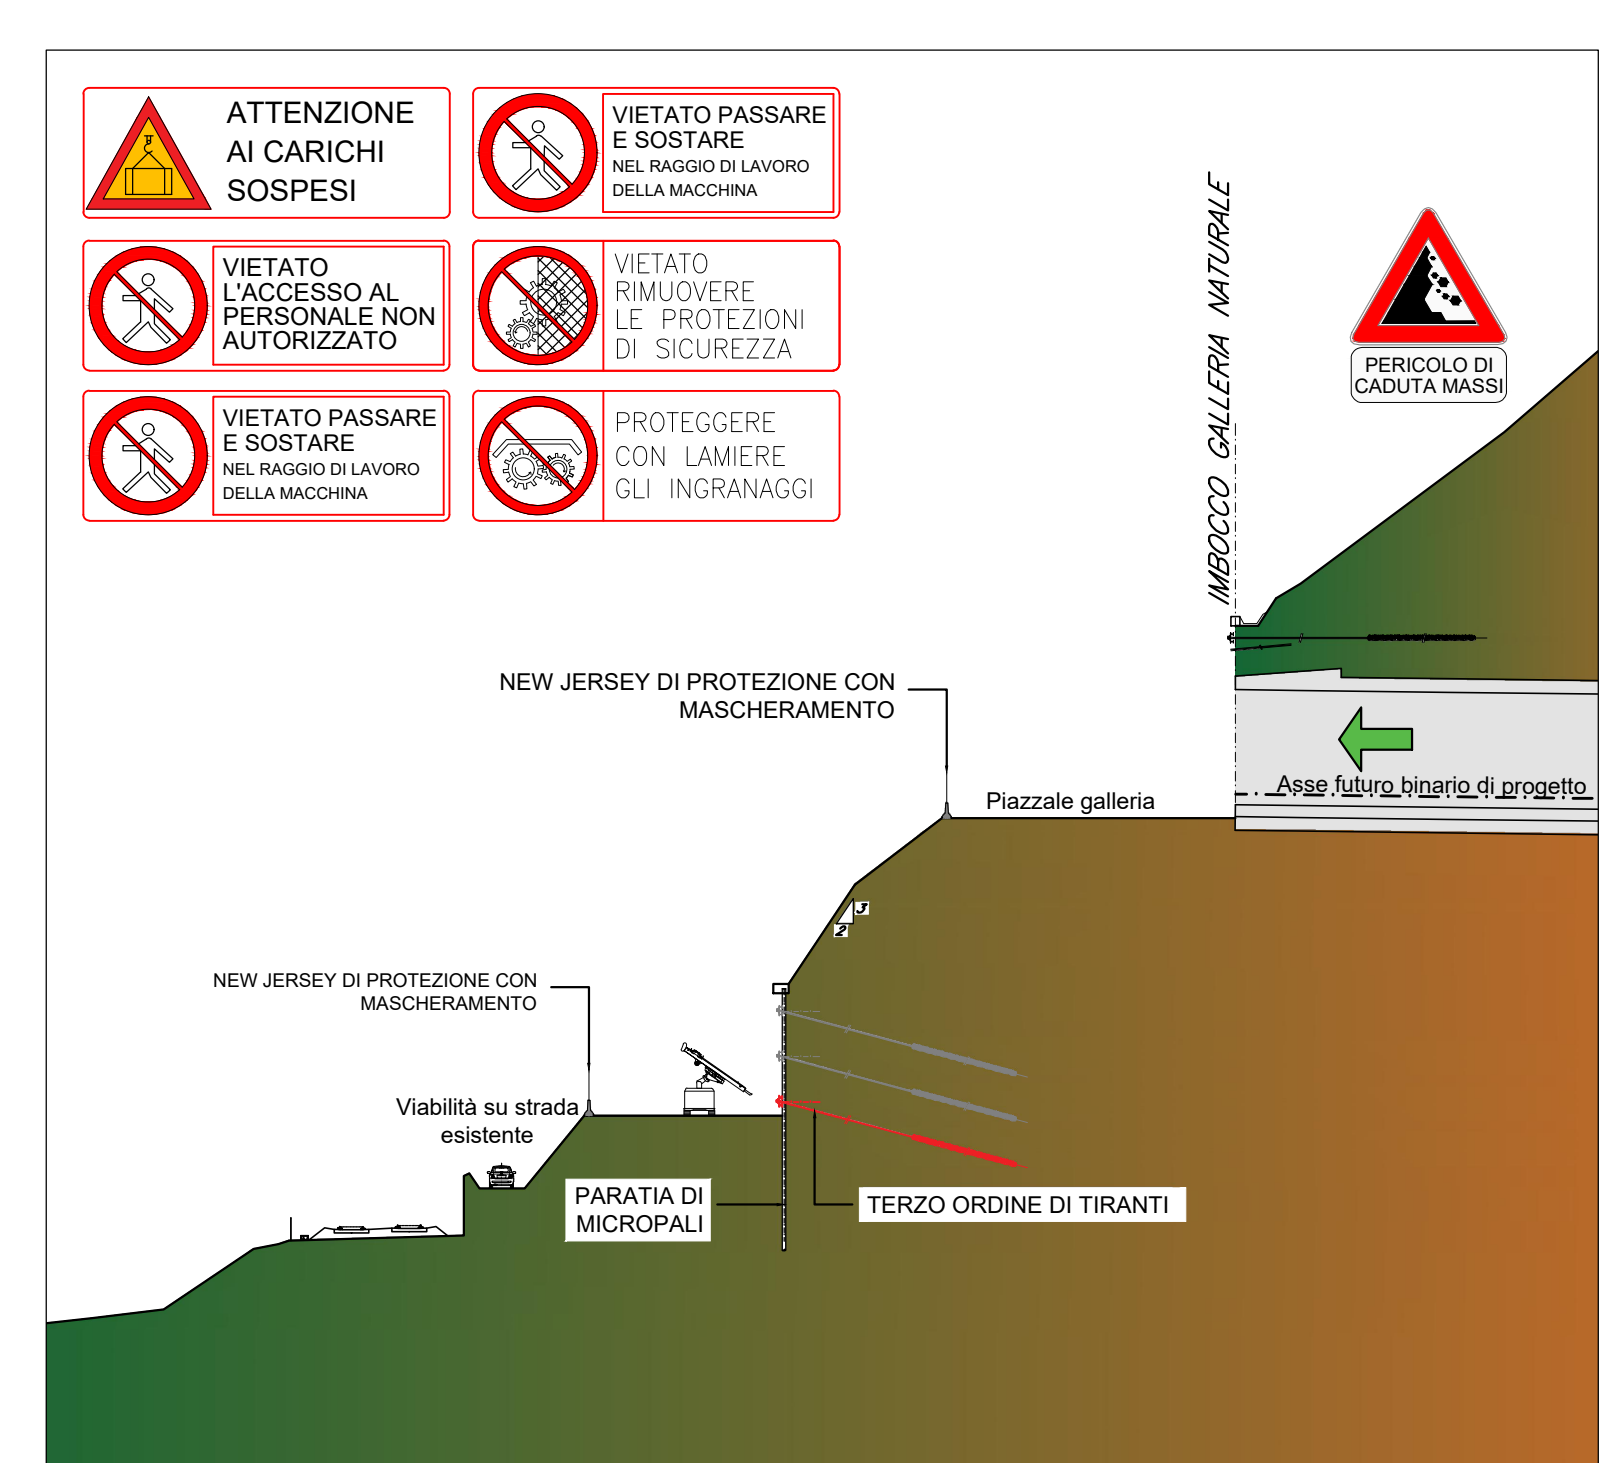 ATTENZIONE
AI CARICHI
SOSPESI
VIETATO PASSARE
E SOSTARE
NEL RAGGIO DI LAVORO
DELLA MACCHINA
VIETATO
L'ACCESSO AL
PERSONALE NON
AUTORIZZATO
VIETATO
RIMUOVERE
LE PROTEZIONI
DI SICUREZZA
VIETATO PASSARE
E SOSTARE
NEL RAGGIO DI LAVORO
DELLA MACCHINA
PROTEGGERE
CON LAMIERE
GLI INGRANAGGI
IMBOCCO GALLERIA NATURALE
PERICOLO DI
CADUTA MASSI
NEW JERSEY DI PROTEZIONE CON
MASCHERAMENTO
Asse futuro binario di progetto
Piazzale galleria
3
2
NEW JERSEY DI PROTEZIONE CON
MASCHERAMENTO
Viabilità su strada
esistente
PARATIA DI
MICROPALI
TERZO ORDINE DI TIRANTI